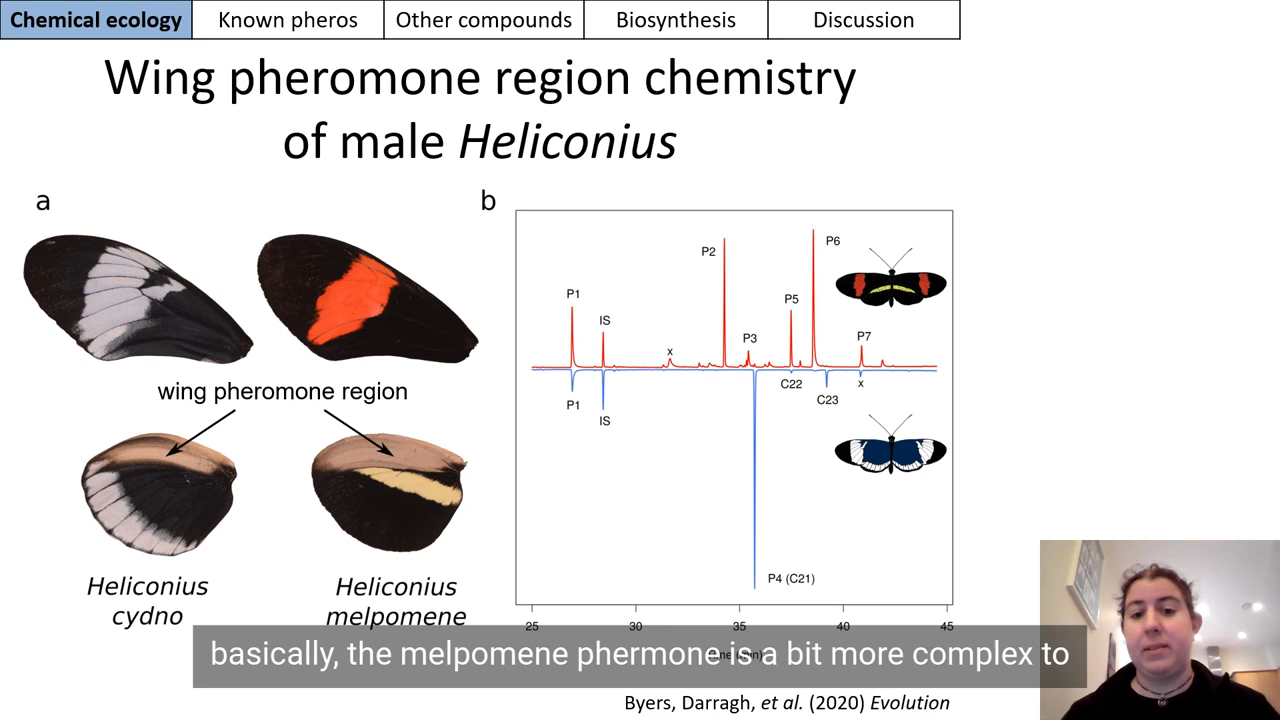 Chemical ecology
Known pheros
Other compounds
Biosynthesis
Discussion
Wing pheromone region chemistry
of male Heliconius
a
b
wing pheromone region
Heliconius
cydno
Heliconius
melpomene
P1
IS
x
P2
P3
P5
P6
P7
P1
IS
C22
C23
x
P4 (C21)
25
30
35
40
45
basically, the melpomene phermone is a bit more complex to
Byers, Darragh, et al. (2020) Evolution